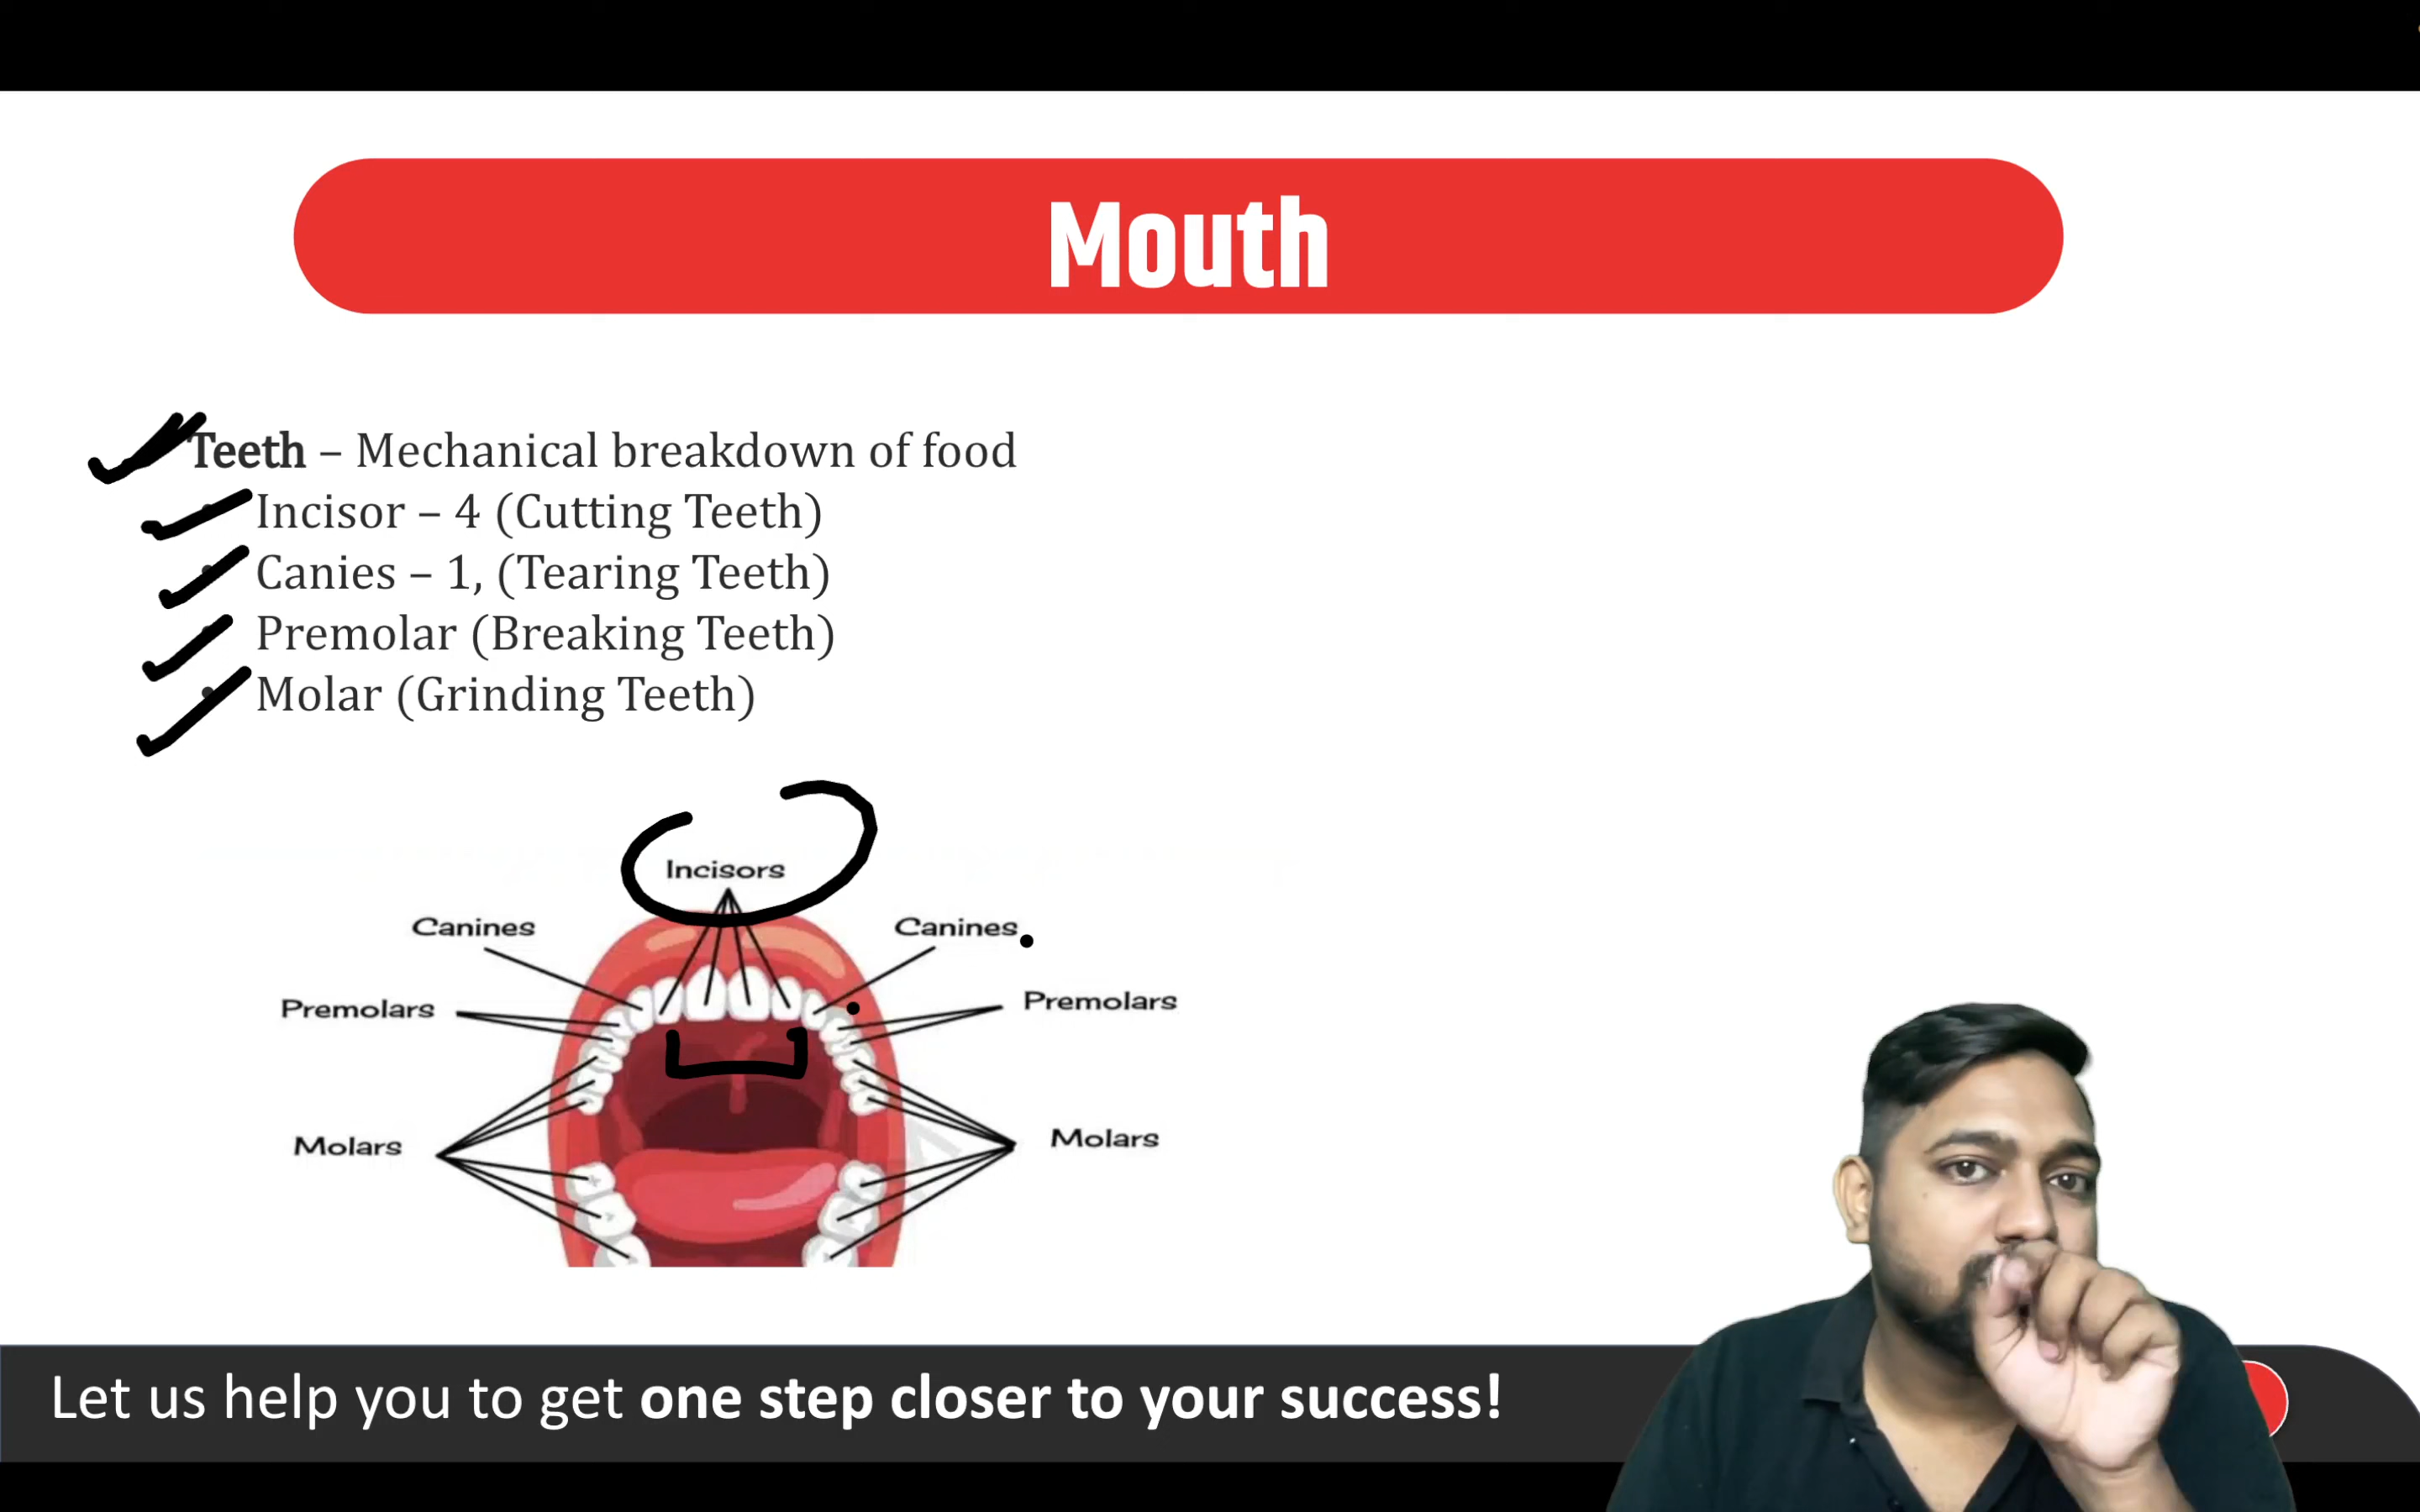 Mouth
Teeth – Mechanical breakdown of food
Incisor – 4 (Cutting Teeth)
Canies – 1, (Tearing Teeth)
Premolar (Breaking Teeth)
Molar (Grinding Teeth)
Incisors
Canines
Canines
Premolars
Premolars
Molars
Molars
Let us help you to get one step closer to your success!